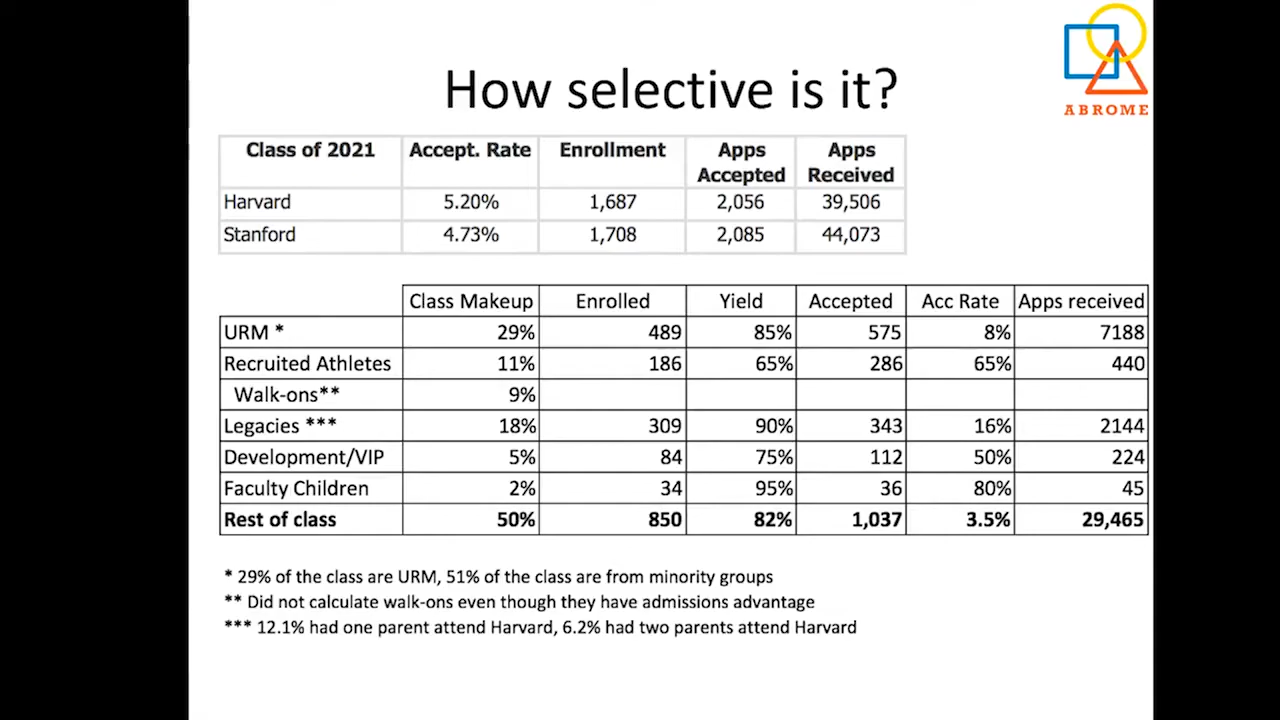 ABROME
How selective is it?
Class of 2021 Accept. Rate Enrollment Apps Accepted Apps Received
Harvard 5.20% 1,687 2,056 39,506
Stanford 4.73% 1,708 2,085 44,073
Class Makeup Enrolled Yield Accepted Acc Rate Apps received
URM * 29% 489 85% 575 8% 7188
Recruited Athletes 11% 186 65% 286 65% 440
Walk-ons** 9%
Legacies *** 18% 309 90% 343 16% 2144
Development/VIP 5% 84 75% 112 50% 224
Faculty Children 2% 34 95% 36 80% 45
Rest of class 50% 850 82% 1,037 3.5% 29,465
* 29% of the class are URM, 51% of the class are from minority groups
** Did not calculate walk-ons even though they have admissions advantage
*** 12.1% had one parent attend Harvard, 6.2% had two parents attend Harvard